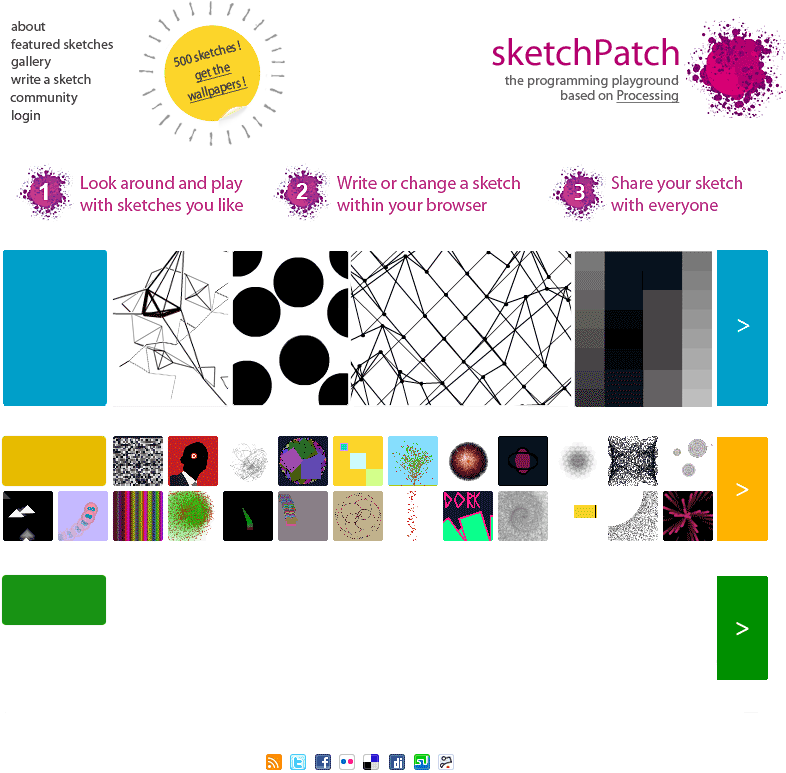 about
featured sketches
gallery
write a sketch
community
login
500 sketches !
get the
wallpapers !
sketchPatch
the programming playground
based on Processing
1
Look around and play
with sketches you like
2
Write or change a sketch
within your browser
3
Share your sketch
with everyone
>
DORK
>
>